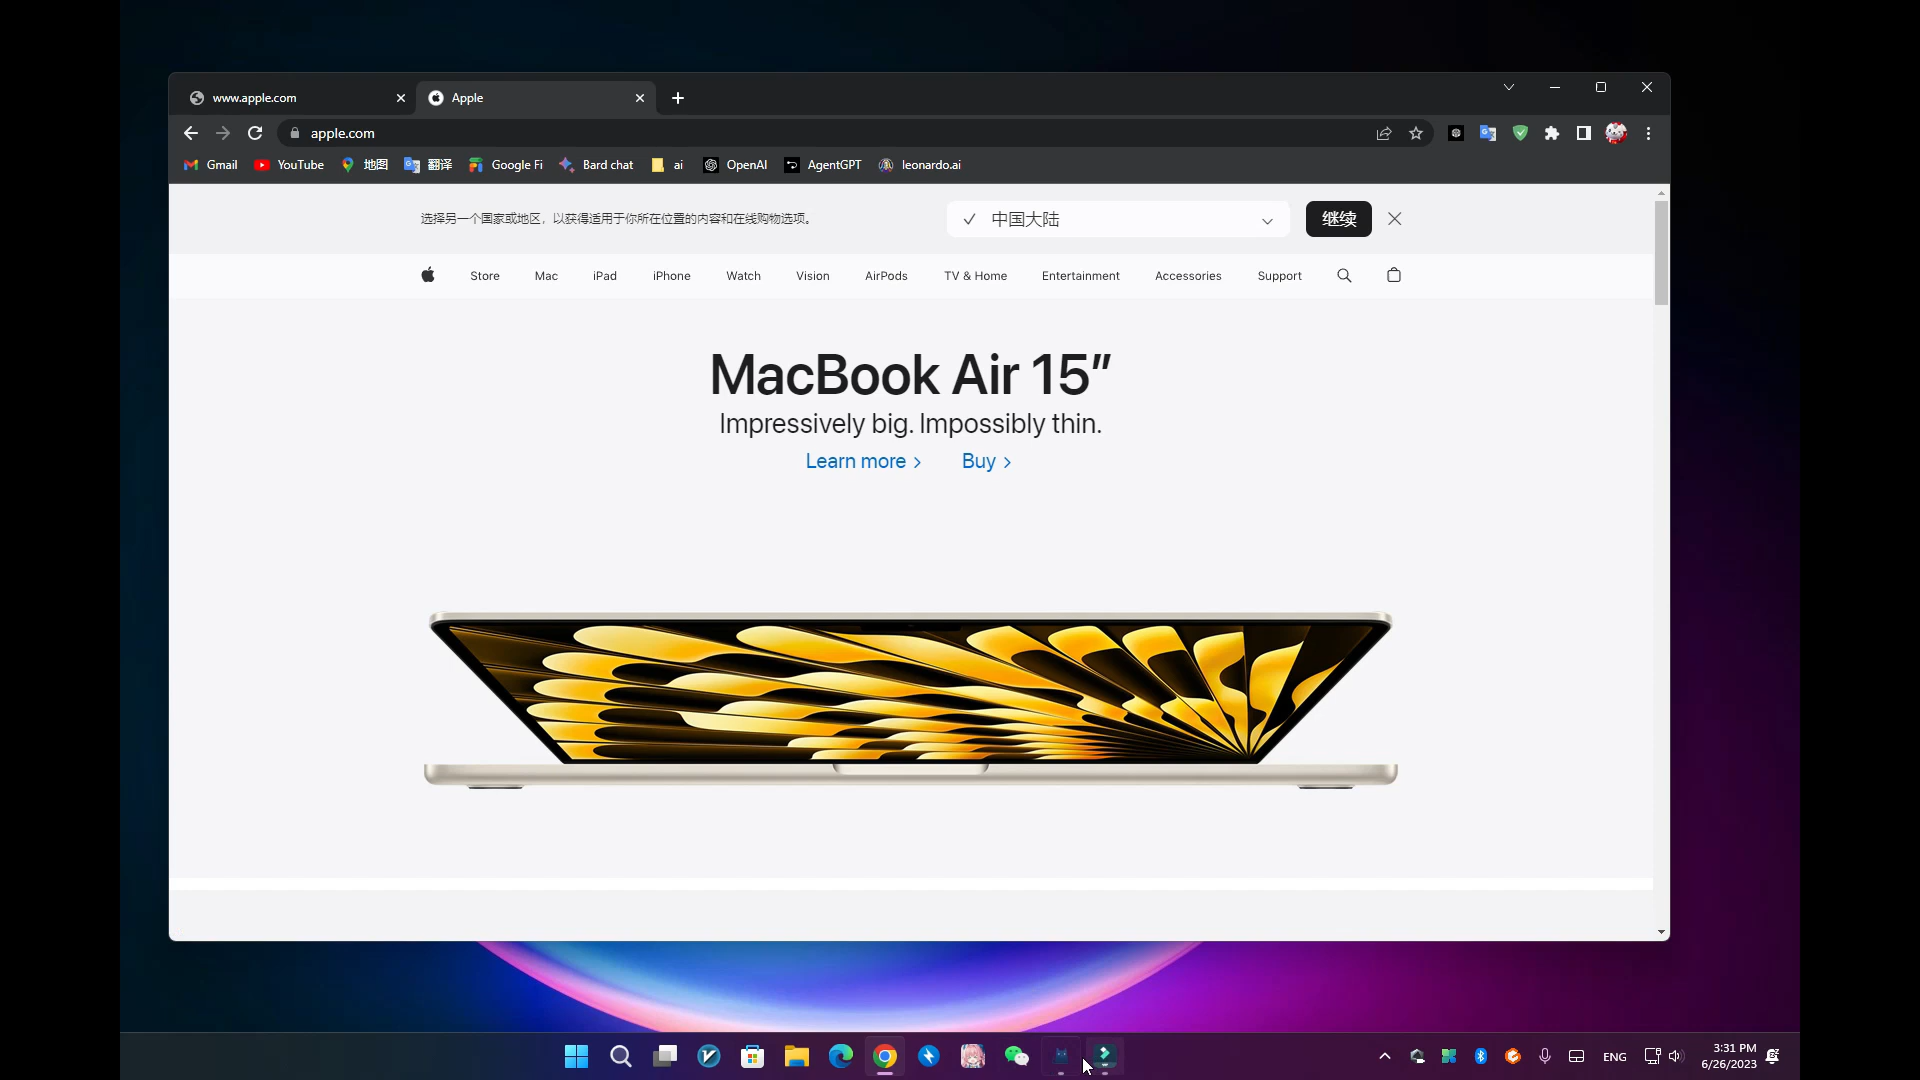 www.apple.com
Apple
apple.com
Gmail YouTube 地图 翻译 Google Fi Bard chat ai OpenAI AgentGPT leonardo.ai
选择另一个国家或地区，以获得适用于你所在位置的内容和在线购物选项。
中国大陆
继续
Store Mac iPad iPhone Watch Vision AirPods TV & Home Entertainment Accessories Support
MacBook Air 15”
Impressively big. Impossibly thin.
Learn more > Buy >
ENG
3:31 PM
6/26/2023